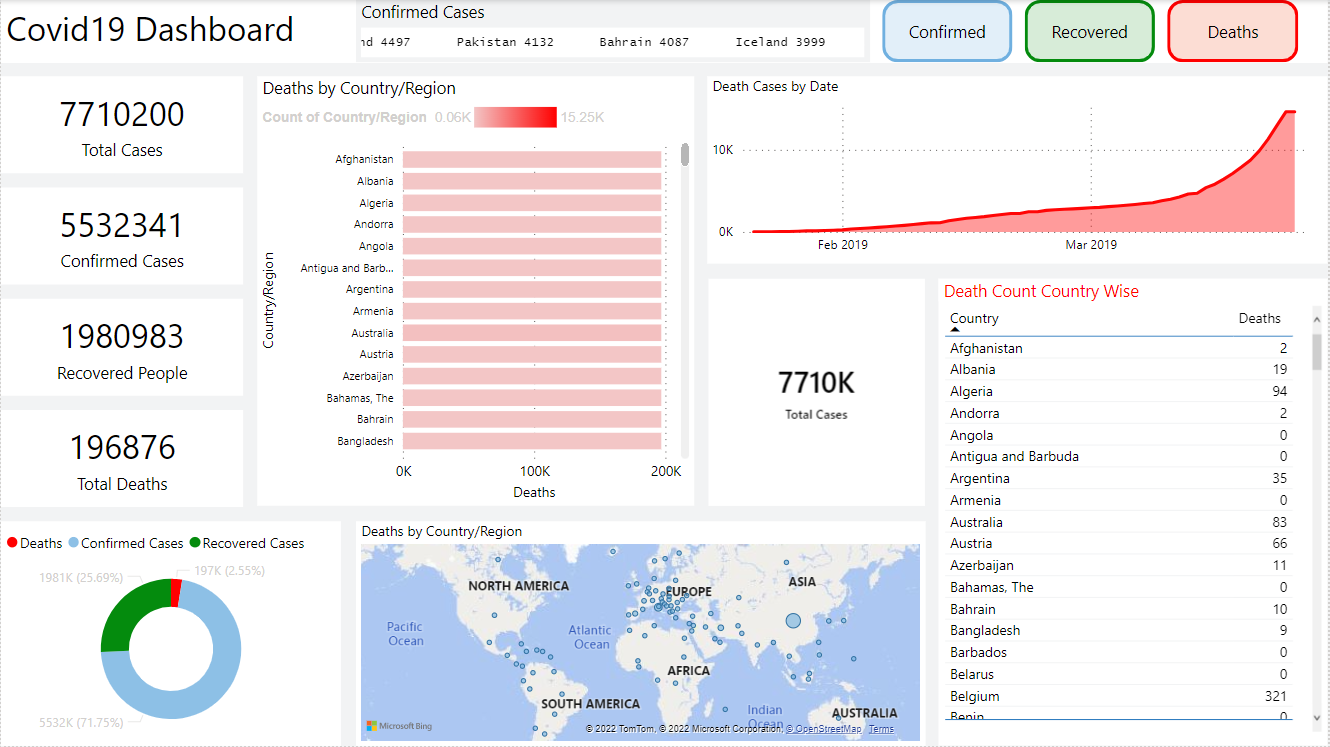 Covid19 Dashboard
Confirmed Cases
4497 Pakistan 4132 Bahrain 4087 Iceland 3999
Confirmed
Recovered
Deaths
7710200
Total Cases
5532341
Confirmed Cases
1980983
Recovered People
196876
Total Deaths
Deaths by Country/Region
Count of Country/Region 0.06K 15.25K
Country/Region
Afghanistan
Albania
Algeria
Andorra
Angola
Antigua and Barb...
Argentina
Armenia
Australia
Austria
Azerbaijan
Bahamas, The
Bahrain
Bangladesh
0K 100K 200K
Deaths
Death Cases by Date
10K
0K
Feb 2019 Mar 2019
7710K
Total Cases
Death Count Country Wise
Country Deaths
Afghanistan 2
Albania 19
Algeria 94
Andorra 2
Angola 0
Antigua and Barbuda 0
Argentina 35
Armenia 0
Australia 83
Austria 66
Azerbaijan 11
Bahamas, The 0
Bahrain 10
Bangladesh 9
Barbados 0
Belarus 0
Belgium 321
Benin 0
Deaths Confirmed Cases Recovered Cases
197K (2.55%)
1981K (25.69%)
5532K (71.75%)
Deaths by Country/Region
NORTH AMERICA
EUROPE
ASIA
Pacific
Ocean
Atlantic
Ocean
AFRICA
SOUTH AMERICA
Indian
Ocean
AUSTRALIA
Microsoft Bing
© 2022 TomTom, © 2022 Microsoft Corporation, © OpenStreetMap Terms